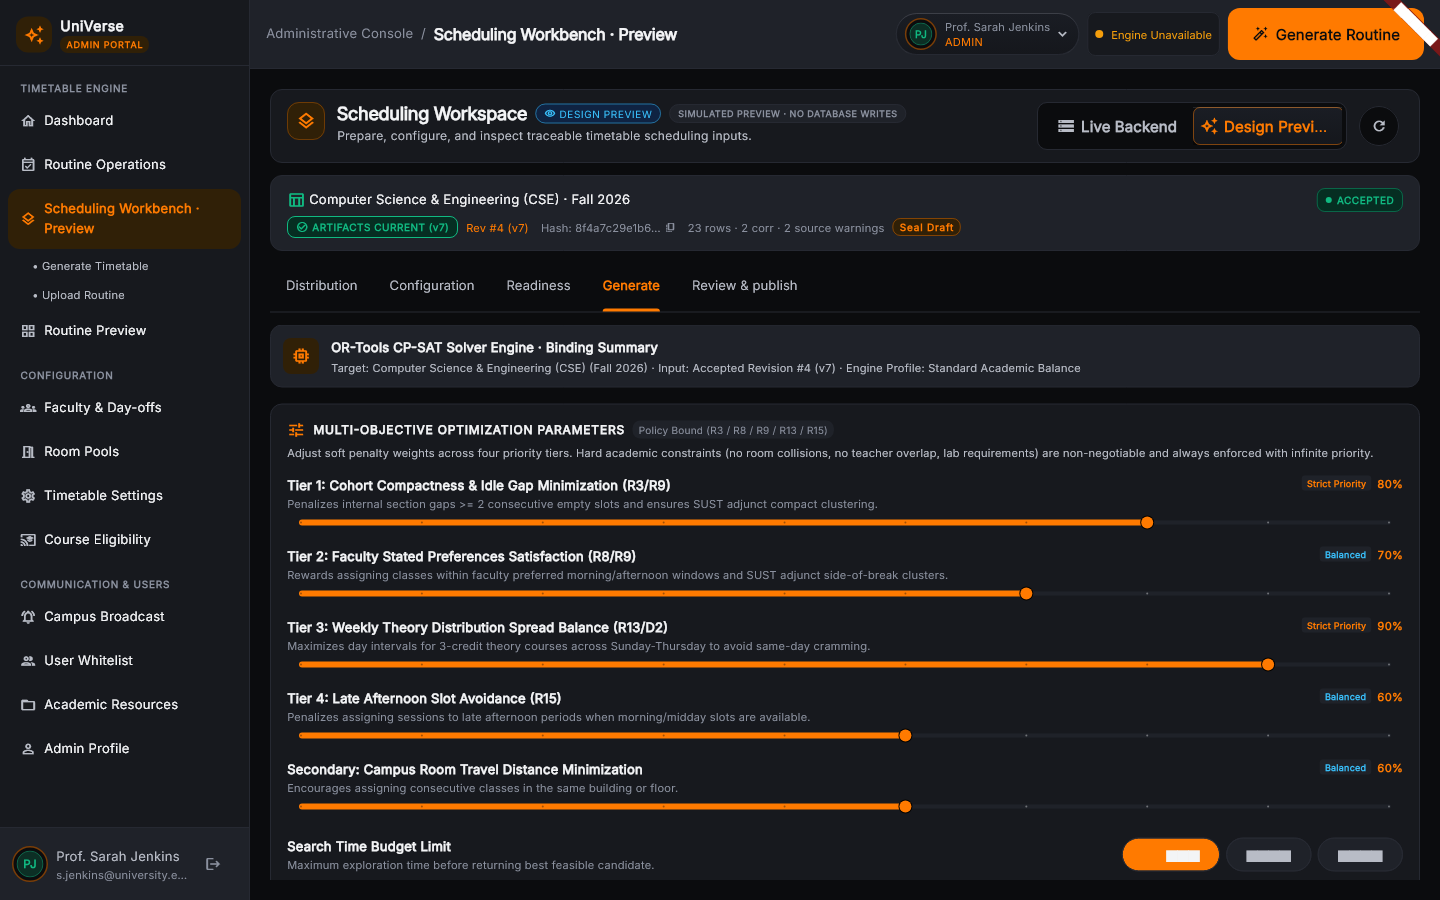 UniVerse
ADMIN PORTAL
Administrative Console / Scheduling Workbench · Preview
PJ
Prof. Sarah Jenkins
ADMIN
Engine Unavailable
Generate Routine
TIMETABLE ENGINE
Dashboard
Routine Operations
Scheduling Workbench ·
Preview
• Generate Timetable
• Upload Routine
Routine Preview
CONFIGURATION
Faculty & Day-offs
Room Pools
Timetable Settings
Course Eligibility
COMMUNICATION & USERS
Campus Broadcast
User Whitelist
Academic Resources
Admin Profile
PJ
Prof. Sarah Jenkins
s.jenkins@university.e...
Scheduling Workspace
DESIGN PREVIEW
SIMULATED PREVIEW · NO DATABASE WRITES
Prepare, configure, and inspect traceable timetable scheduling inputs.
Live Backend
Design Previ...
Computer Science & Engineering (CSE) · Fall 2026
ACCEPTED
ARTIFACTS CURRENT (v7)
Rev #4 (v7)
Hash: 8f4a7c29e1b6...
23 rows · 2 corr · 2 source warnings
Seal Draft
Distribution
Configuration
Readiness
Generate
Review & publish
OR-Tools CP-SAT Solver Engine · Binding Summary
Target: Computer Science & Engineering (CSE) (Fall 2026) · Input: Accepted Revision #4 (v7) · Engine Profile: Standard Academic Balance
MULTI-OBJECTIVE OPTIMIZATION PARAMETERS
Policy Bound (R3 / R8 / R9 / R13 / R15)
Adjust soft penalty weights across four priority tiers. Hard academic constraints (no room collisions, no teacher overlap, lab requirements) are non-negotiable and always enforced with infinite priority.
Tier 1: Cohort Compactness & Idle Gap Minimization (R3/R9)
Strict Priority 80%
Penalizes internal section gaps >= 2 consecutive empty slots and ensures SUST adjunct compact clustering.
Tier 2: Faculty Stated Preferences Satisfaction (R8/R9)
Balanced 70%
Rewards assigning classes within faculty preferred morning/afternoon windows and SUST adjunct side-of-break clusters.
Tier 3: Weekly Theory Distribution Spread Balance (R13/D2)
Strict Priority 90%
Maximizes day intervals for 3-credit theory courses across Sunday-Thursday to avoid same-day cramming.
Tier 4: Late Afternoon Slot Avoidance (R15)
Balanced 60%
Penalizes assigning sessions to late afternoon periods when morning/midday slots are available.
Secondary: Campus Room Travel Distance Minimization
Balanced 60%
Encourages assigning consecutive classes in the same building or floor.
Search Time Budget Limit
Maximum exploration time before returning best feasible candidate.